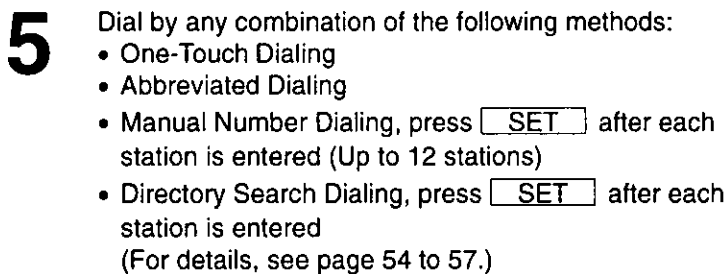 5 Dial by any combination of the following methods:
• One-Touch Dialing
• Abbreviated Dialing
• Manual Number Dialing, press SET after each
station is entered (Up to 12 stations)
• Directory Search Dialing, press SET after each
station is entered
(For details, see page 54 to 57.)